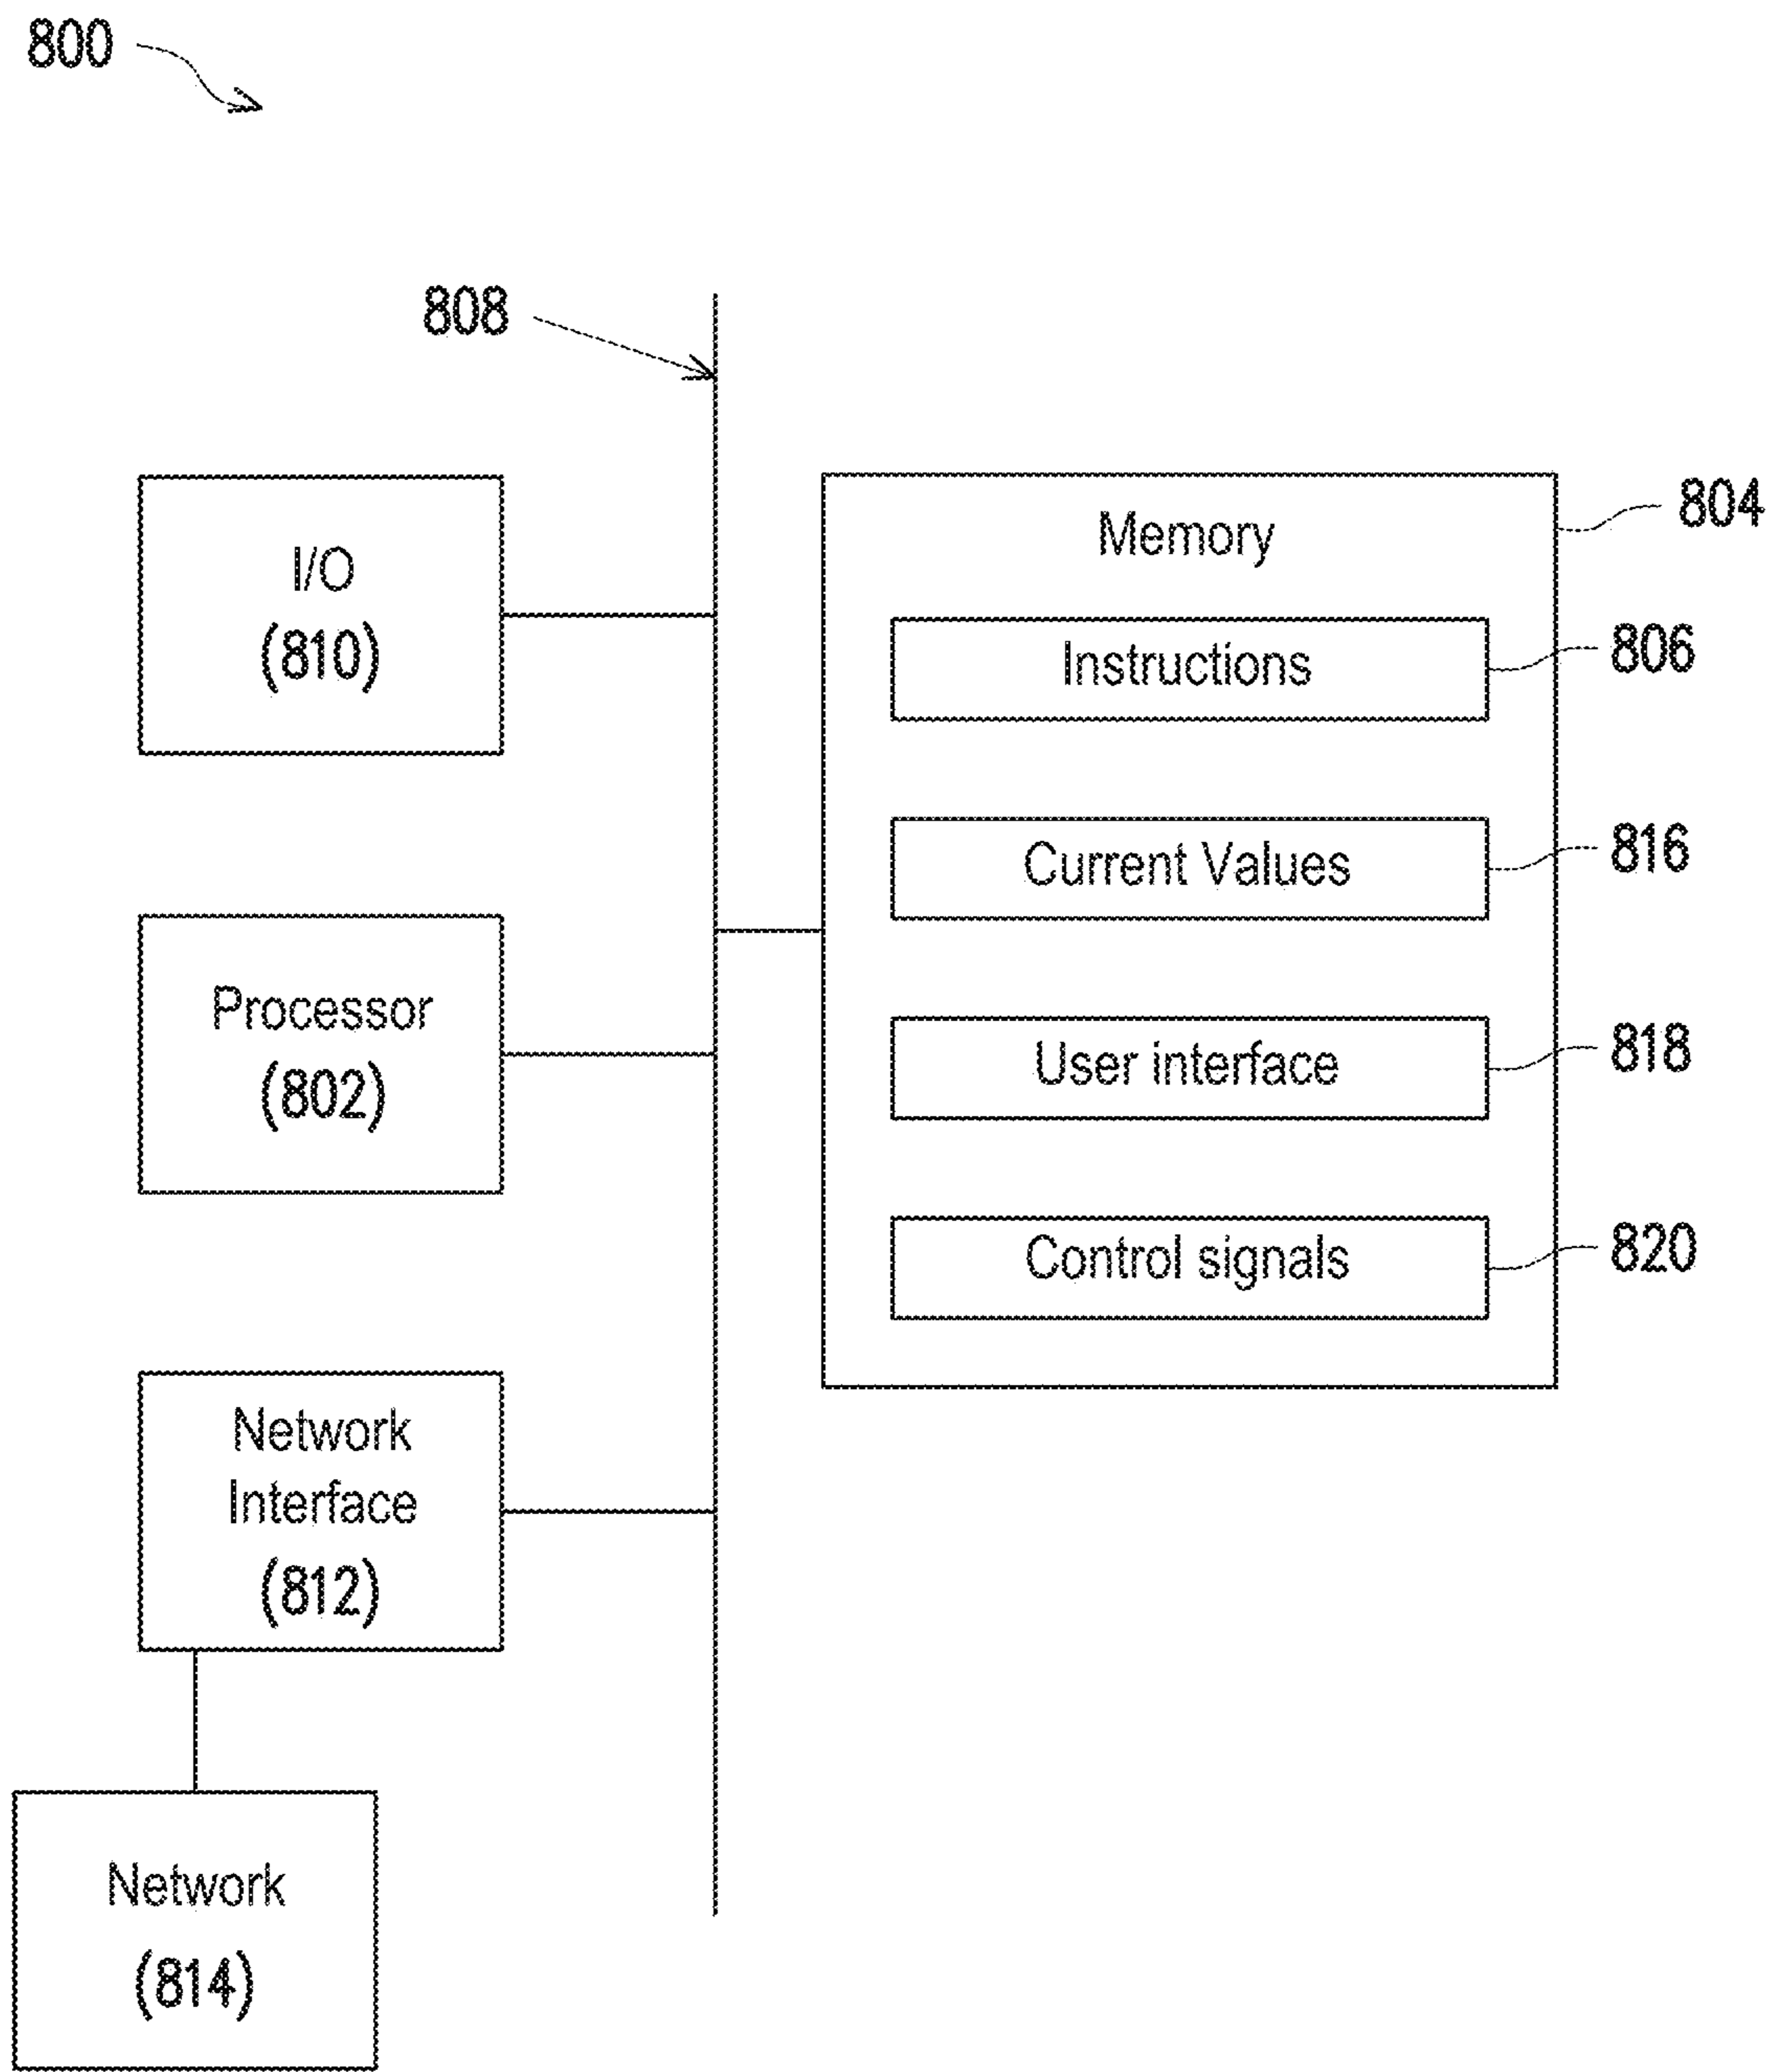 800
808
I/O
(810)
Memory
804
Instructions
806
Current Values
816
Processor
(802)
User interface
818
Control signals
820
Network
Interface
(812)
Network
(814)